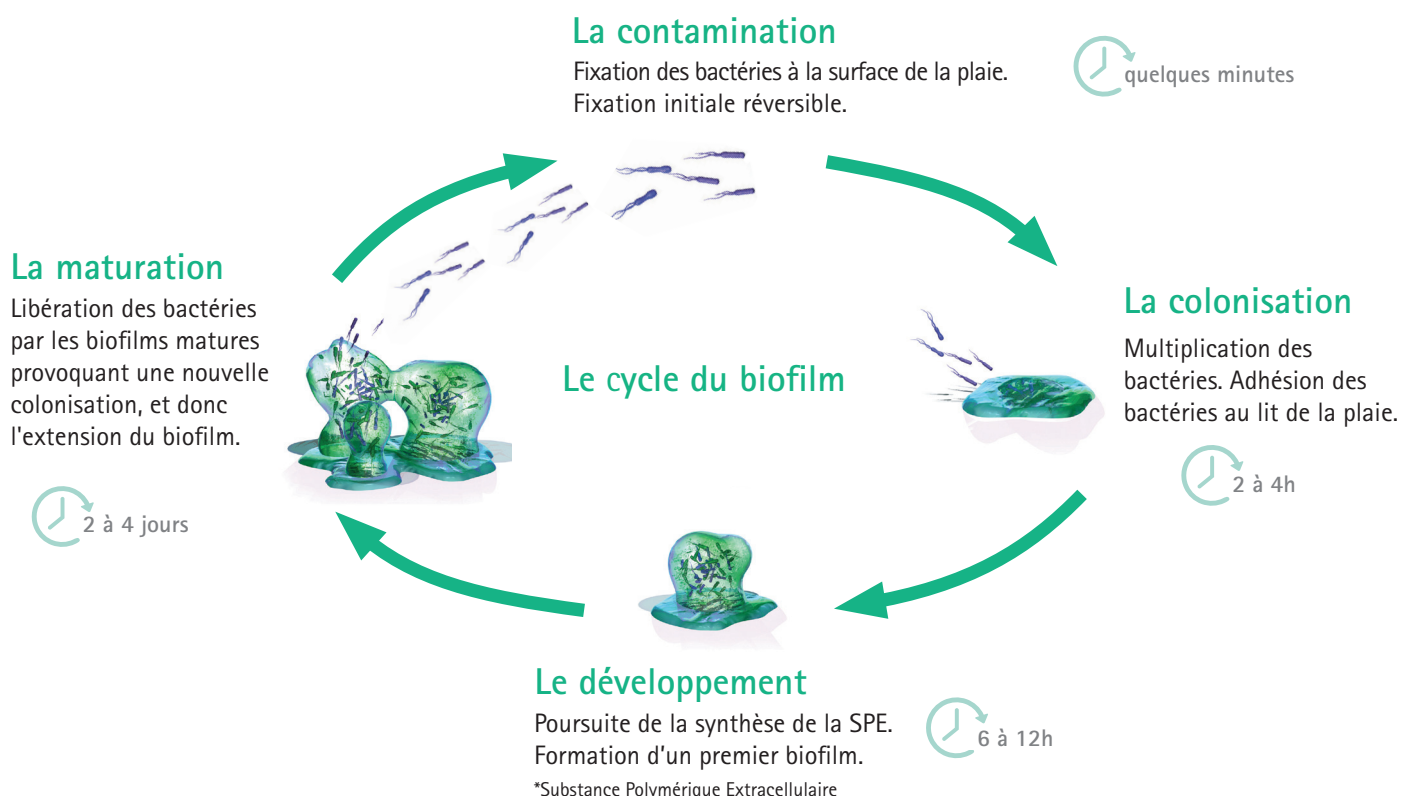 La contamination
Fixation des bactéries à la surface de la plaie.
Fixation initiale réversible.
quelques minutes
La colonisation
Multiplication des
bactéries. Adhésion des
bactéries au lit de la plaie.
2 à 4h
Le développement
Poursuite de la synthèse de la SPE.
Formation d'un premier biofilm.
*Substance Polymérique Extracellulaire
6 à 12h
La maturation
Libération des bactéries
par les biofilms matures
provoquant une nouvelle
colonisation, et donc
l'extension du biofilm.
2 à 4 jours
Le cycle du biofilm